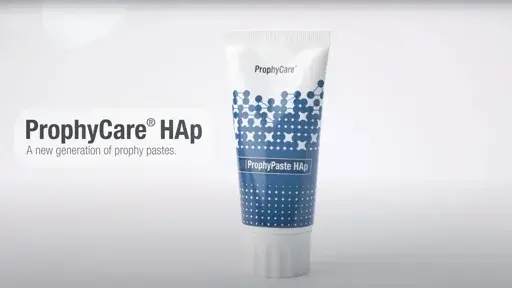 ProphyCare® HAp
A new generation of prophy pastes.
ProphyCare®
ProphyPaste HAp